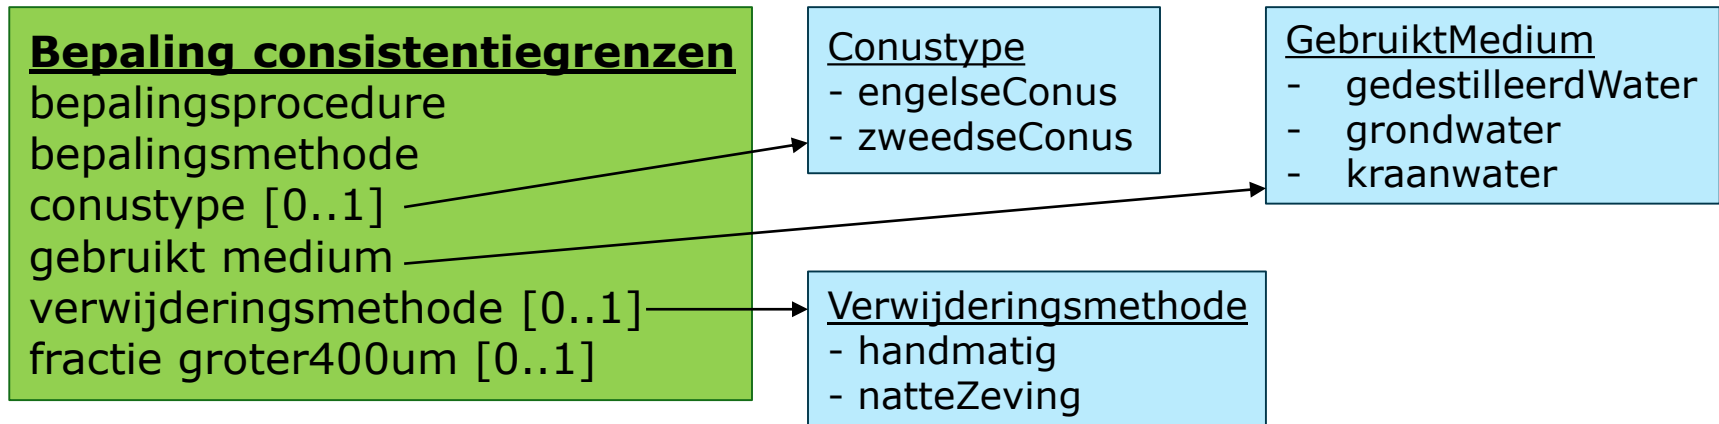 Bepaling consistentiegrenzen
bepalingsprocedure
bepalingsmethode
conustype [0..1]
gebruikt medium
verwijderingsmethode [0..1]
fractie groter400um [0..1]
Conustype
- engelseConus
- zweedseConus
GebruiktMedium
- gedestilleerdWater
- grondwater
- kraanwater
Verwijderingsmethode
- handmatig
- natteZeving